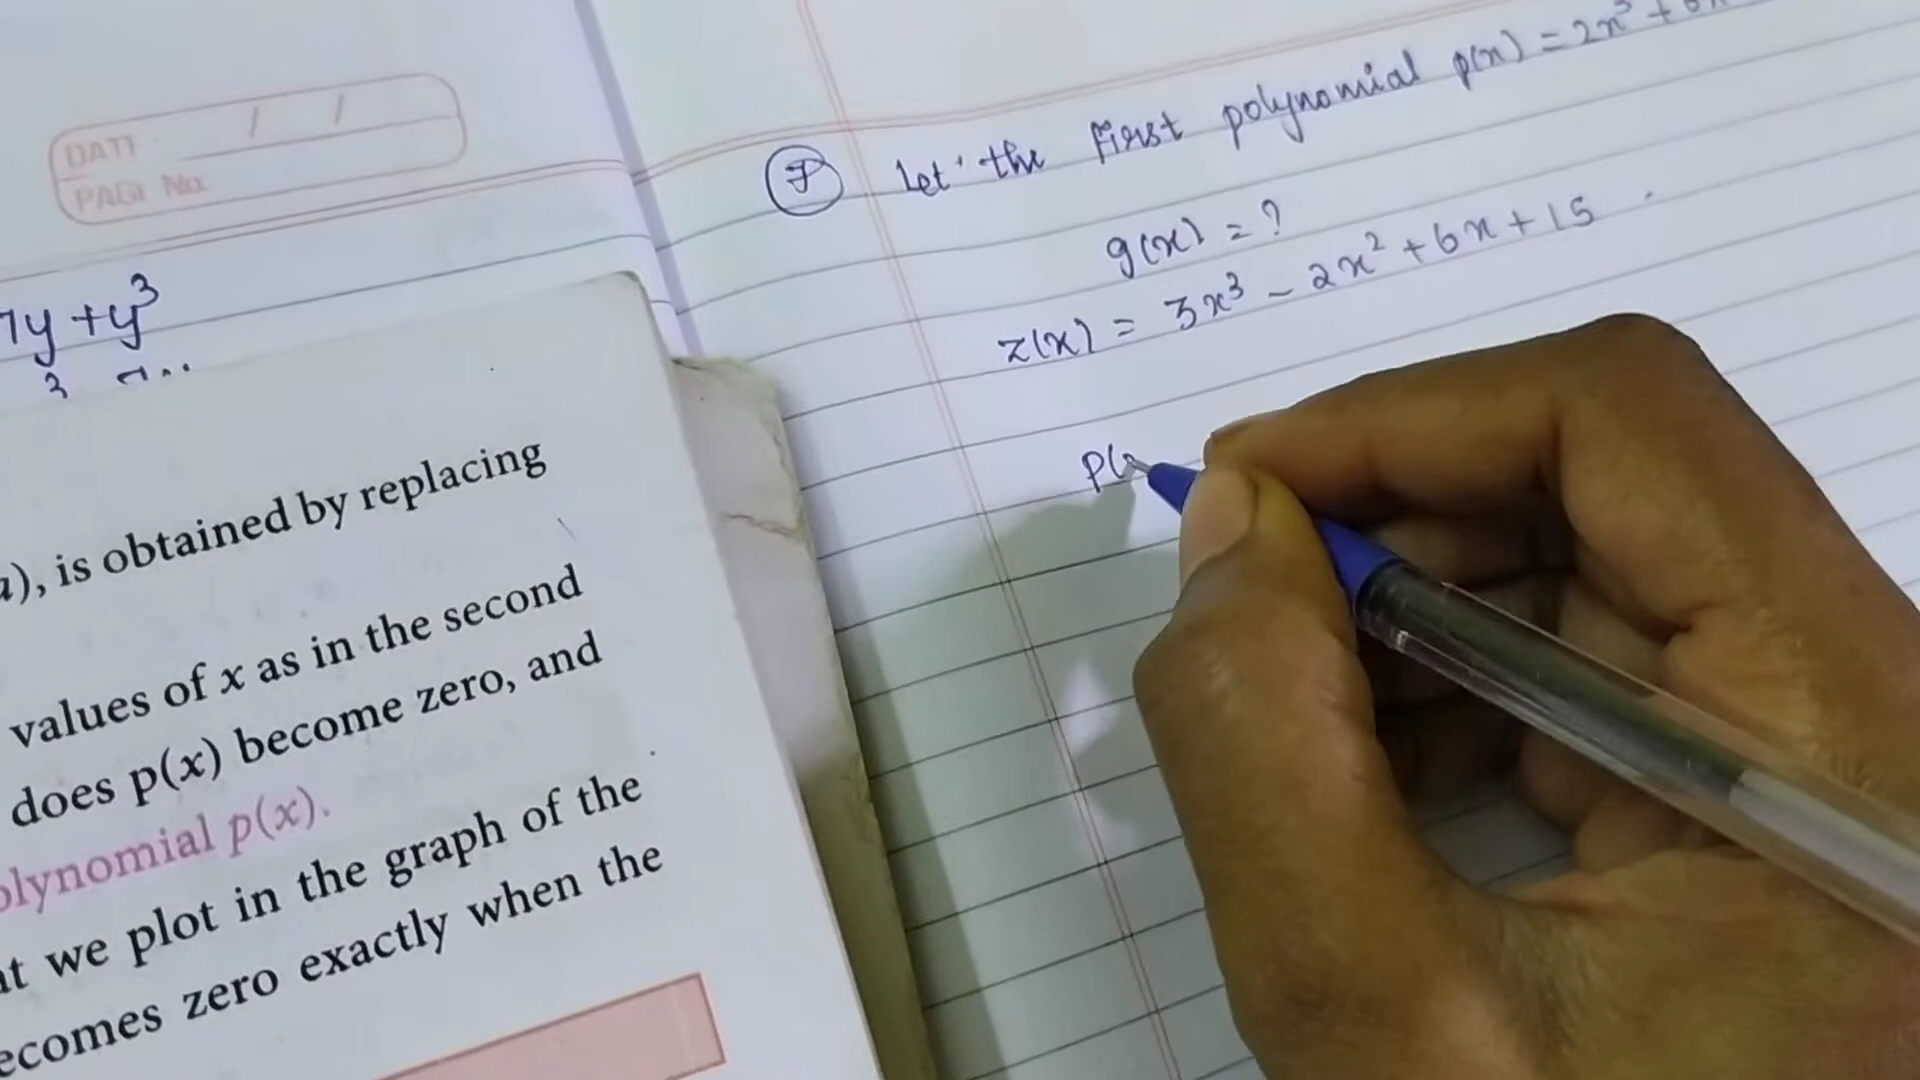 DATE / /
PAGE No.
7y + y³
3
), is obtained by replacing
values of x as in the second
does p(x) become zero, and
olynomial p(x).
we plot in the graph of the
ecomes zero exactly when the
7 Let the first polynomial p(x) = 2x³ +
g(x) = ?
z(x) = 3x³ - 2x² + 6x + 15
p(